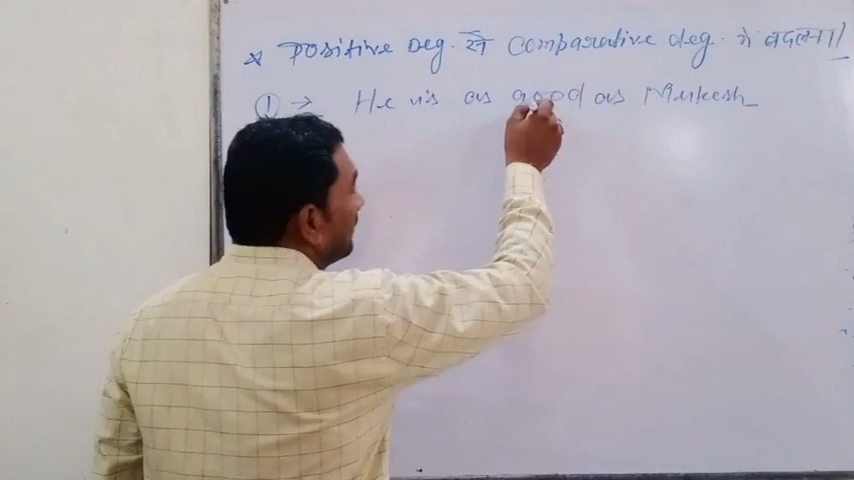 * Positive Deg. से Comparative deg. में बदलना/
① → He is as good as Mukesh